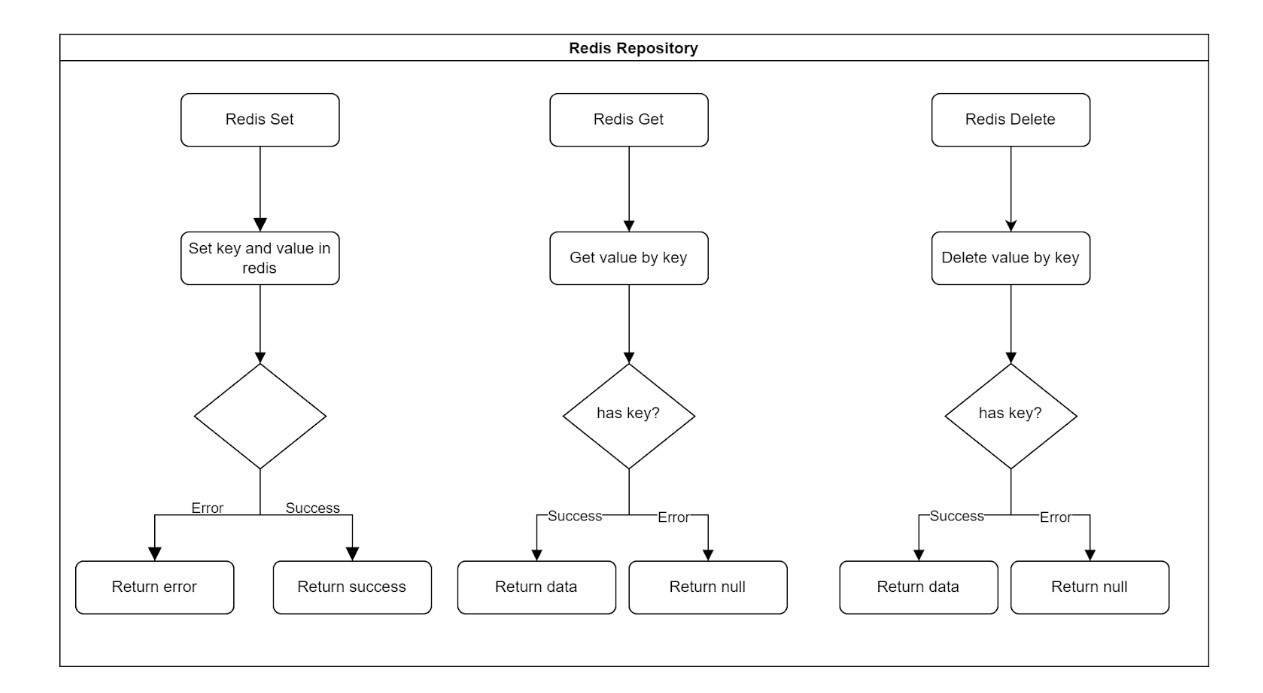 Redis Repository
Redis Set
Redis Get
Redis Delete
Set key and value in
redis
Get value by key
Delete value by key
has key?
has key?
Error
Success
Success
Error
Success
Error
Return error
Return success
Return data
Return null
Return data
Return null